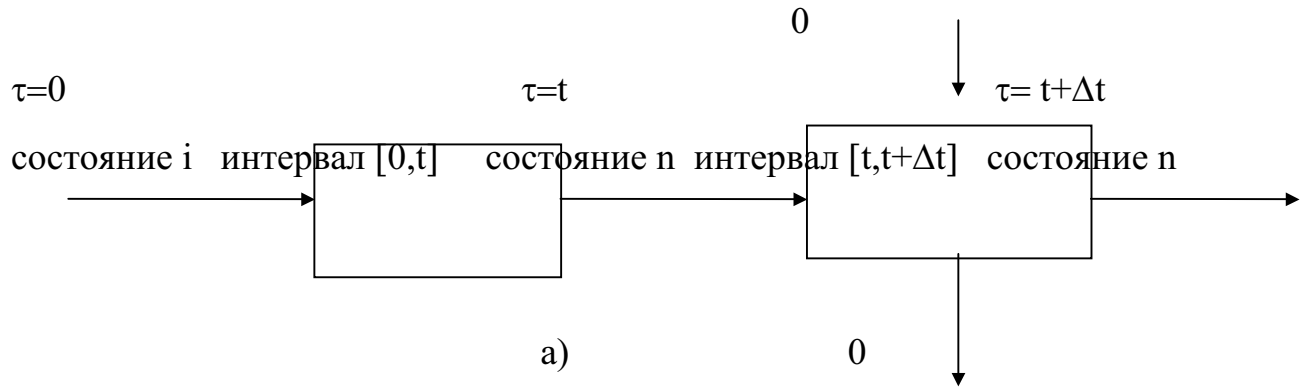 0
τ=0 τ=t τ= t+Δt
состояние i интервал [0,t] состояние n интервал [t,t+Δt] состояние n
а) 0